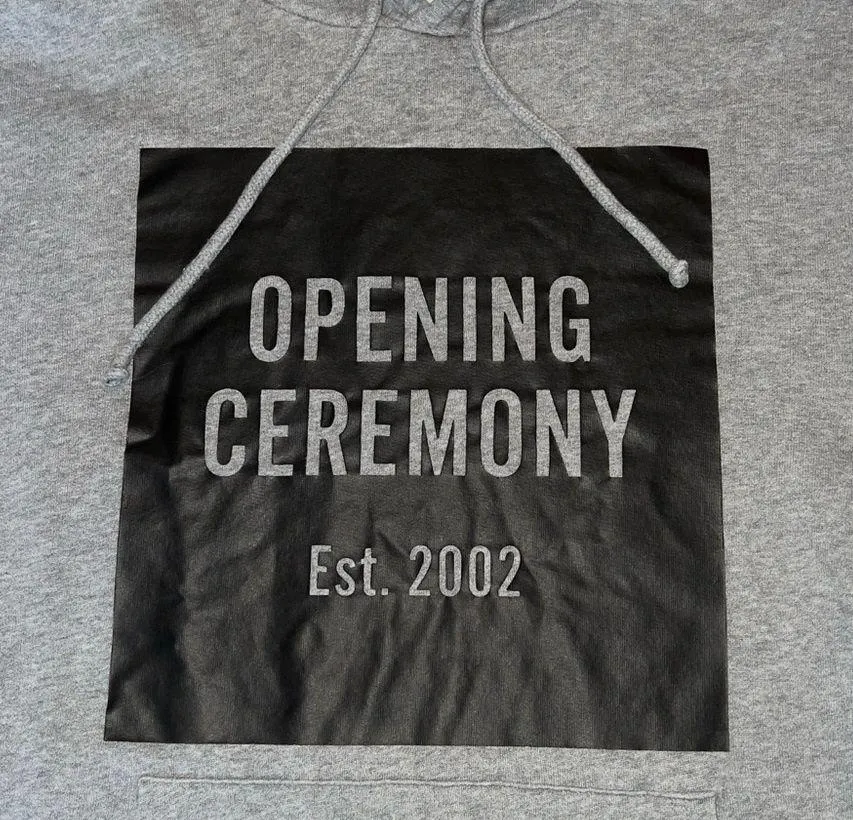 OPENING
CEREMONY
Est. 2002